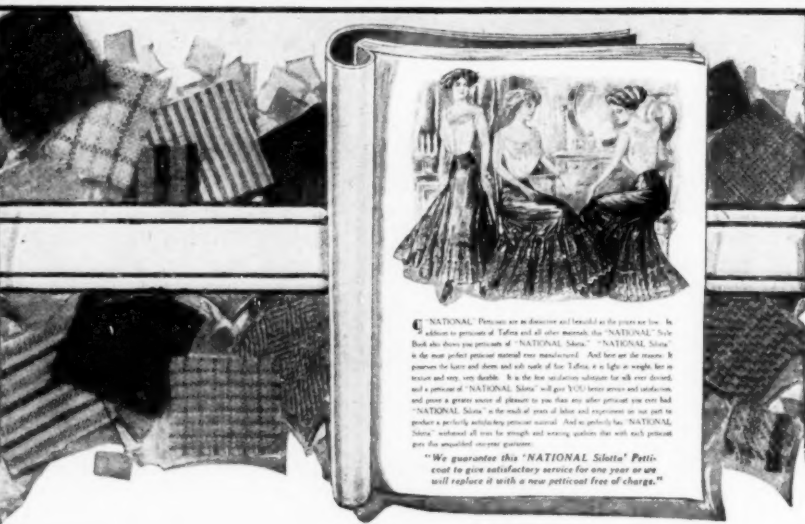 ¶ "NATIONAL" Petticoats are as distinctive and beautiful as the prices are low. In
addition to petticoats of Taffeta and all other materials, this "NATIONAL" Style
Book also shows you petticoats of "NATIONAL Silotta." "NATIONAL Silotta"
is the most perfect petticoat material ever manufactured. And here are the reasons: It
possesses the lustre and sheen and soft rustle of fine Taffeta, it is light in weight, fine in
texture and very, very durable. It is the first satisfactory substitute for silk ever devised,
and a petticoat of "NATIONAL Silotta" will give YOU better service and satisfaction,
and prove a greater source of pleasure to you than any other petticoat you ever had.
"NATIONAL Silotta" is the result of years of labor and experiment on our part to
produce a perfectly satisfactory petticoat material. And so perfectly has "NATIONAL
Silotta" withstood all tests for strength and wearing qualities that with each petticoat
goes this unqualified one-year guarantee:
"We guarantee this 'NATIONAL Silotta' Petti-
coat to give satisfactory service for one year or we
will replace it with a new petticoat free of charge."